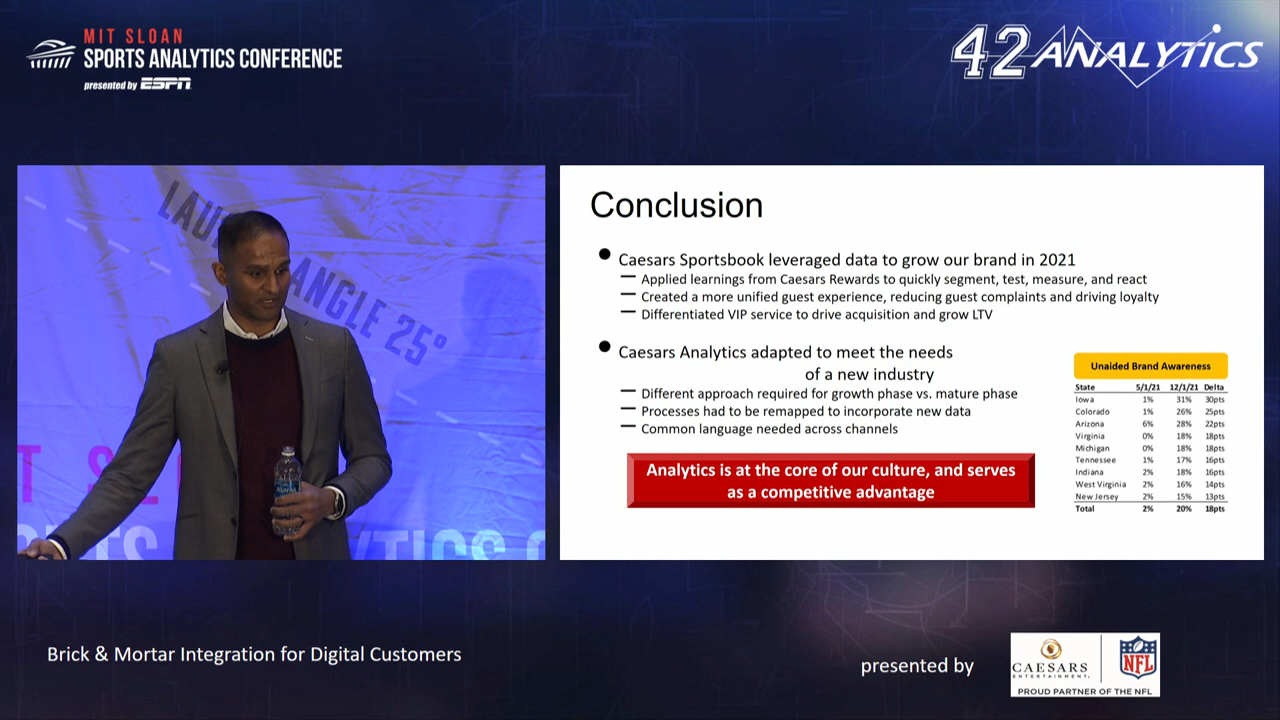 MIT SLOAN
SPORTS ANALYTICS CONFERENCE
presented by ESPN
42 ANALYTICS
LAUNCH ANGLE 25°
Conclusion
Caesars Sportsbook leveraged data to grow our brand in 2021
Applied learnings from Caesars Rewards to quickly segment, test, measure, and react
Created a more unified guest experience, reducing guest complaints and driving loyalty
Differentiated VIP service to drive acquisition and grow LTV
Caesars Analytics adapted to meet the needs
of a new industry
Different approach required for growth phase vs. mature phase
Processes had to be remapped to incorporate new data
Common language needed across channels
Analytics is at the core of our culture, and serves
as a competitive advantage
Unaided Brand Awareness
State 5/1/21 12/1/21 Delta
Iowa 1% 31% 30pts
Colorado 1% 26% 25pts
Arizona 6% 28% 22pts
Virginia 0% 18% 18pts
Michigan 0% 18% 18pts
Tennessee 1% 17% 16pts
Indiana 2% 18% 16pts
West Virginia 2% 16% 14pts
New Jersey 2% 15% 13pts
Total 2% 20% 18pts
Brick & Mortar Integration for Digital Customers
presented by
CAESARS
ENTERTAINMENT
NFL
PROUD PARTNER OF THE NFL